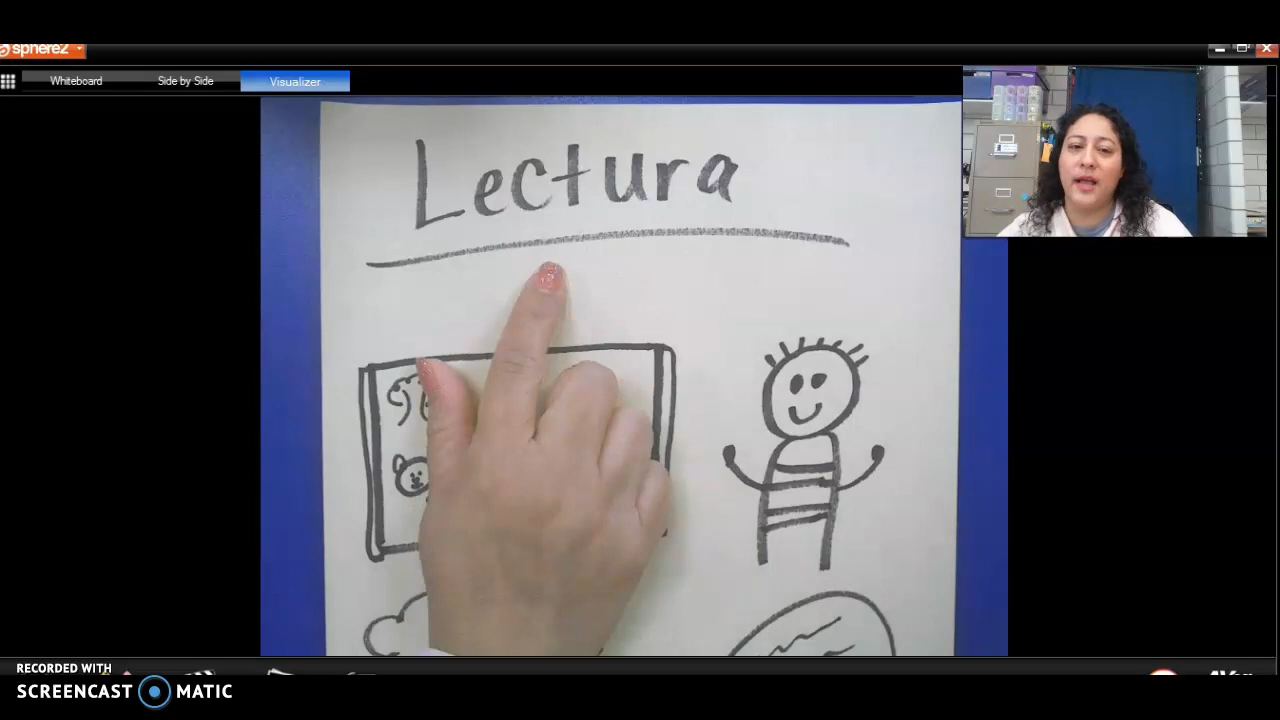 sphere2
Whiteboard Side by Side Visualizer
Lectura
RECORDED WITH
SCREENCAST MATIC